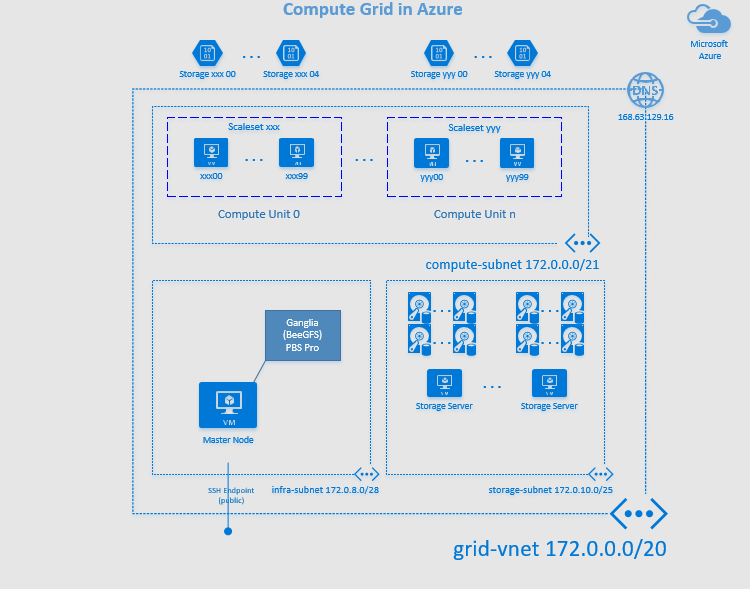 Compute Grid in Azure
Microsoft
Azure
Storage xxx 00
...
Storage xxx 04
Storage yyy 00
...
Storage yyy 04
DNS
168.63.129.16
Scaleset xxx
Scaleset yyy
xxx00
...
xxx99
...
yyy00
...
yyy99
Compute Unit 0
Compute Unit n
compute-subnet 172.0.0.0/21
Ganglia
(BeeGFS)
PBS Pro
VM
Master Node
Storage Server
...
Storage Server
infra-subnet 172.0.8.0/28
storage-subnet 172.0.10.0/25
SSH Endpoint
(public)
grid-vnet 172.0.0.0/20